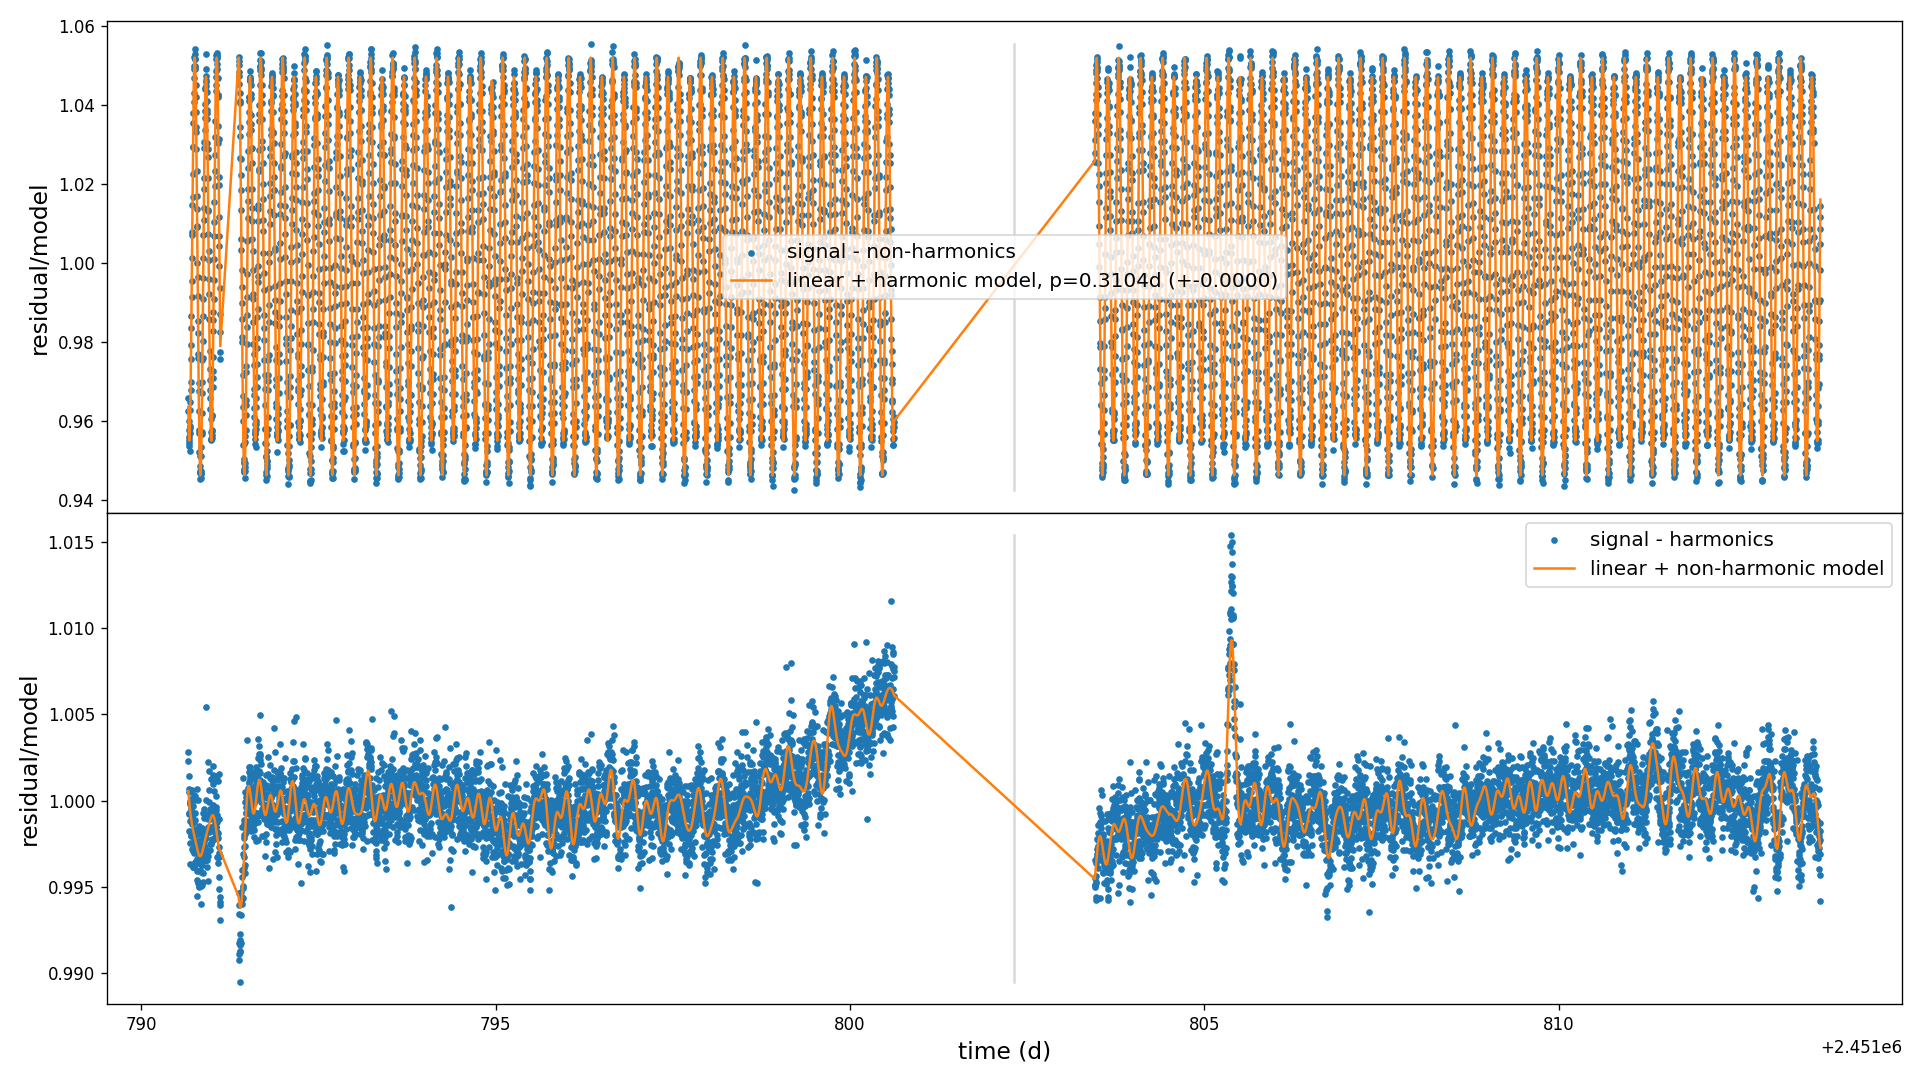 1.06
1.04
1.02
1.00
0.98
0.96
0.94
residual/model
signal - non-harmonics
linear + harmonic model, p=0.3104d (+-0.0000)
1.015
1.010
1.005
1.000
0.995
0.990
residual/model
signal - harmonics
linear + non-harmonic model
790
795
800
805
810
time (d)
+2.451e6